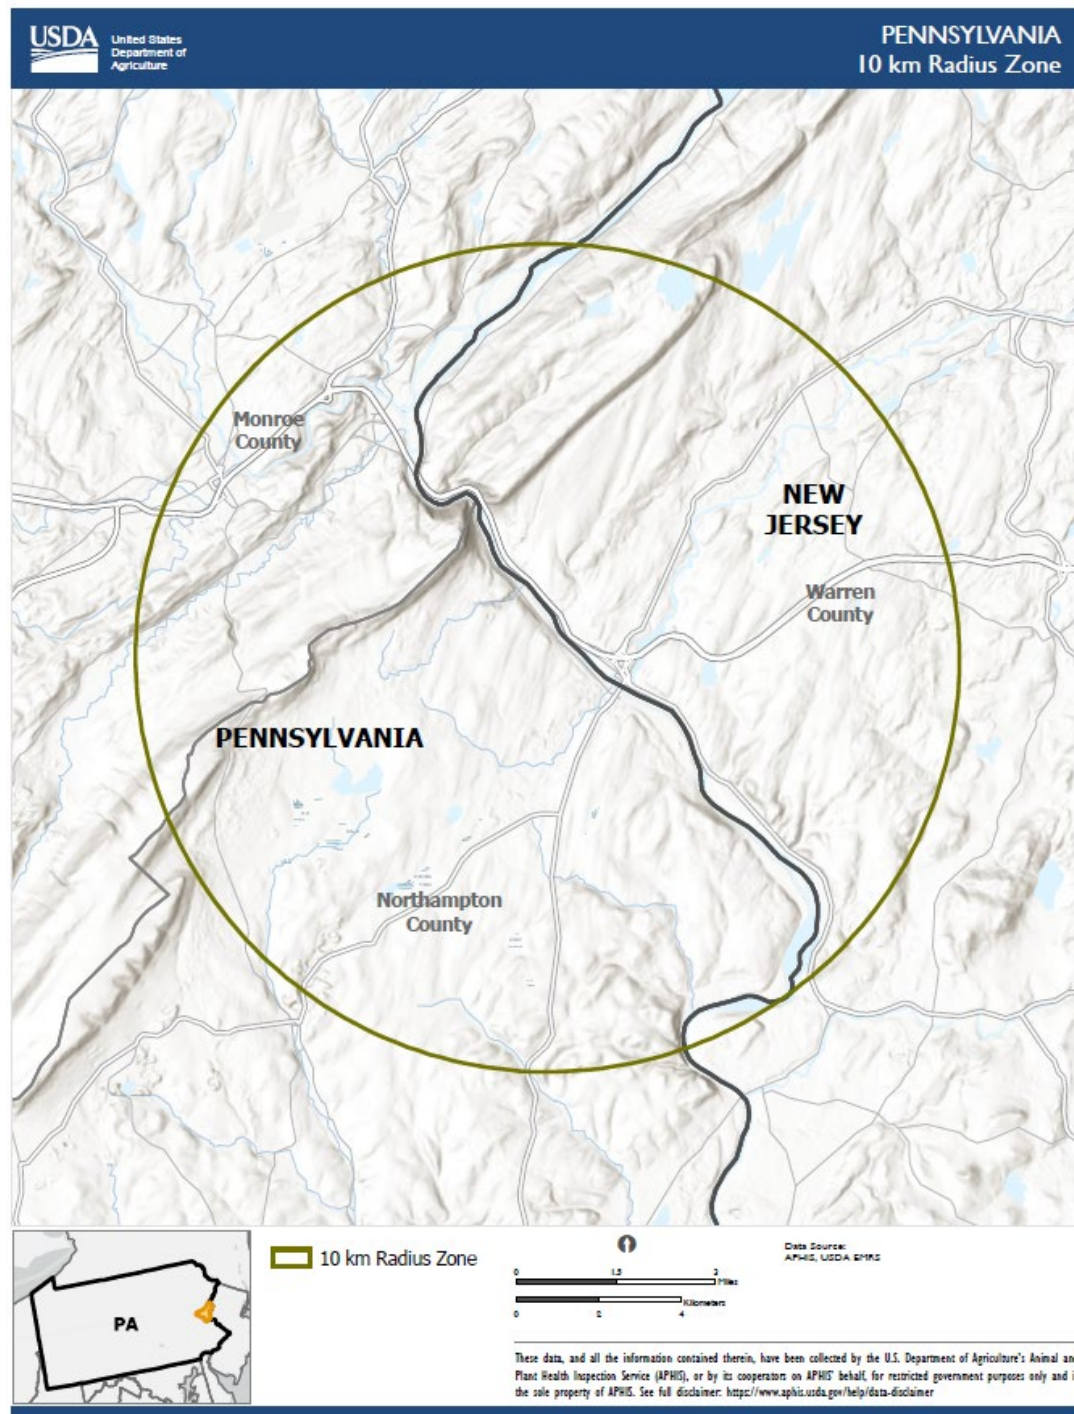 USDA
United States
Department of
Agriculture
PENNSYLVANIA
10 km Radius Zone
Monroe
County
NEW
JERSEY
Warren
County
PENNSYLVANIA
Northampton
County
PA
10 km Radius Zone
0 1.5 3
Miles
Kilometers
0 2 4
Data Source:
APHIS, USDA EMRS
These data, and all the information contained therein, have been collected by the U.S. Department of Agriculture's Animal an
Plant Health Inspection Service (APHIS), or by its cooperators on APHIS' behalf, for restricted government purposes only and i
the sole property of APHIS. See full disclaimer: https://www.aphis.usda.gov/help/data-disclaimer